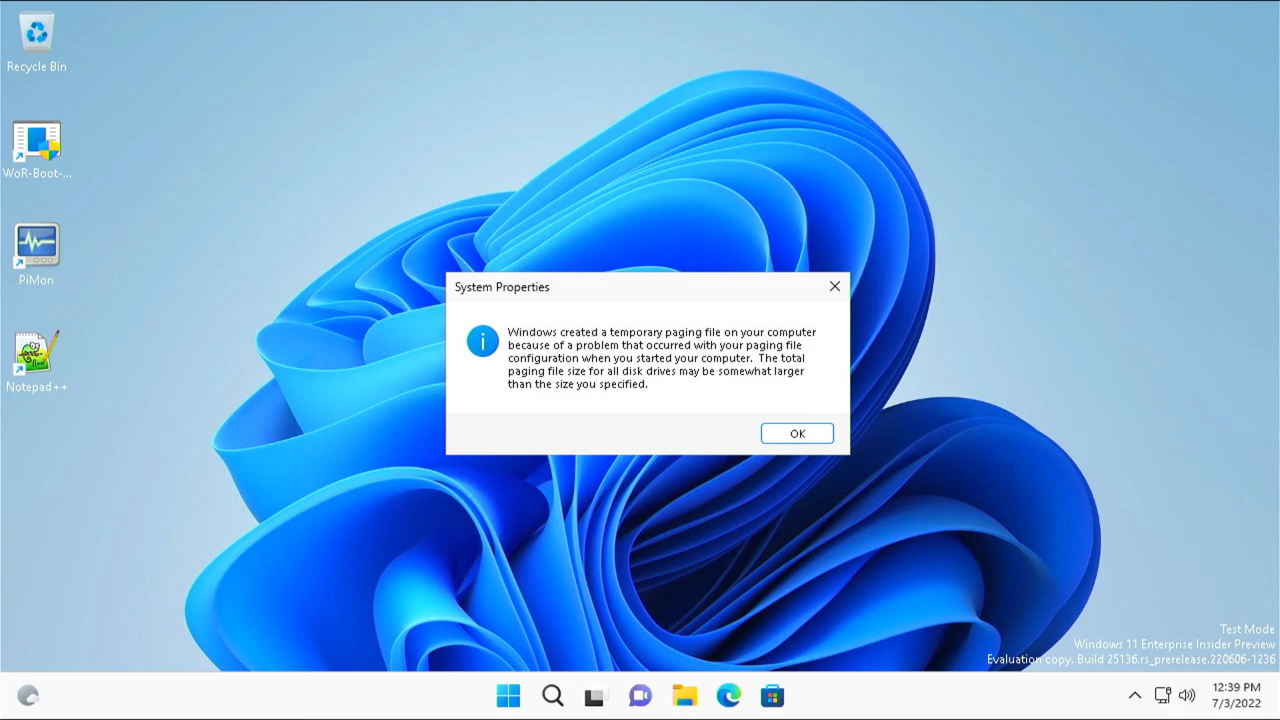 Recycle Bin
WoR-Boot-...
PiMon
Notepad++
System Properties
Windows created a temporary paging file on your computer
because of a problem that occurred with your paging file
configuration when you started your computer.  The total
paging file size for all disk drives may be somewhat larger
than the size you specified.
OK
Test Mode
Windows 11 Enterprise Insider Preview
Evaluation copy. Build 25136.rs_prerelease.220606-1236
12:39 PM
7/3/2022